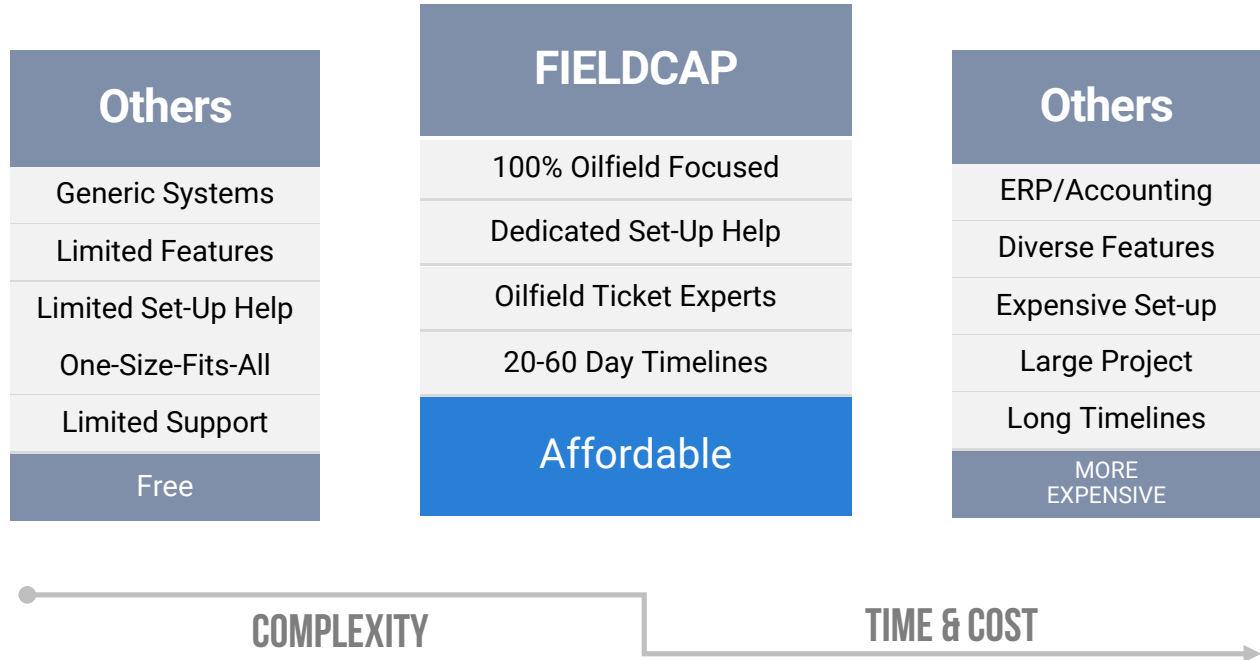 Others
Generic Systems
Limited Features
Limited Set-Up Help
One-Size-Fits-All
Limited Support
Free
FIELDCAP
100% Oilfield Focused
Dedicated Set-Up Help
Oilfield Ticket Experts
20-60 Day Timelines
Affordable
Others
ERP/Accounting
Diverse Features
Expensive Set-up
Large Project
Long Timelines
MORE
EXPENSIVE
COMPLEXITY
TIME & COST